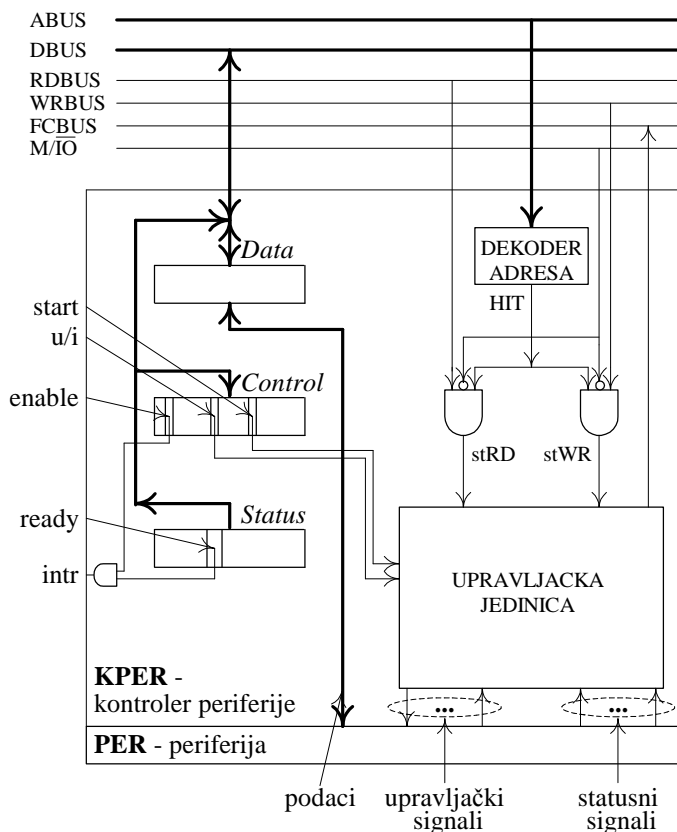 ABUS
DBUS
RDBUS
WRBUS
FCBUS
M/I̅O̅
Data
DEKODER
ADRESA
HIT
start
u/i
Control
enable
stRD
stWR
Status
ready
intr
UPRAVLJACKA
JEDINICA
KPER -
kontroler periferije
...
...
PER - periferija
podaci
upravljački
signali
statusni
signali